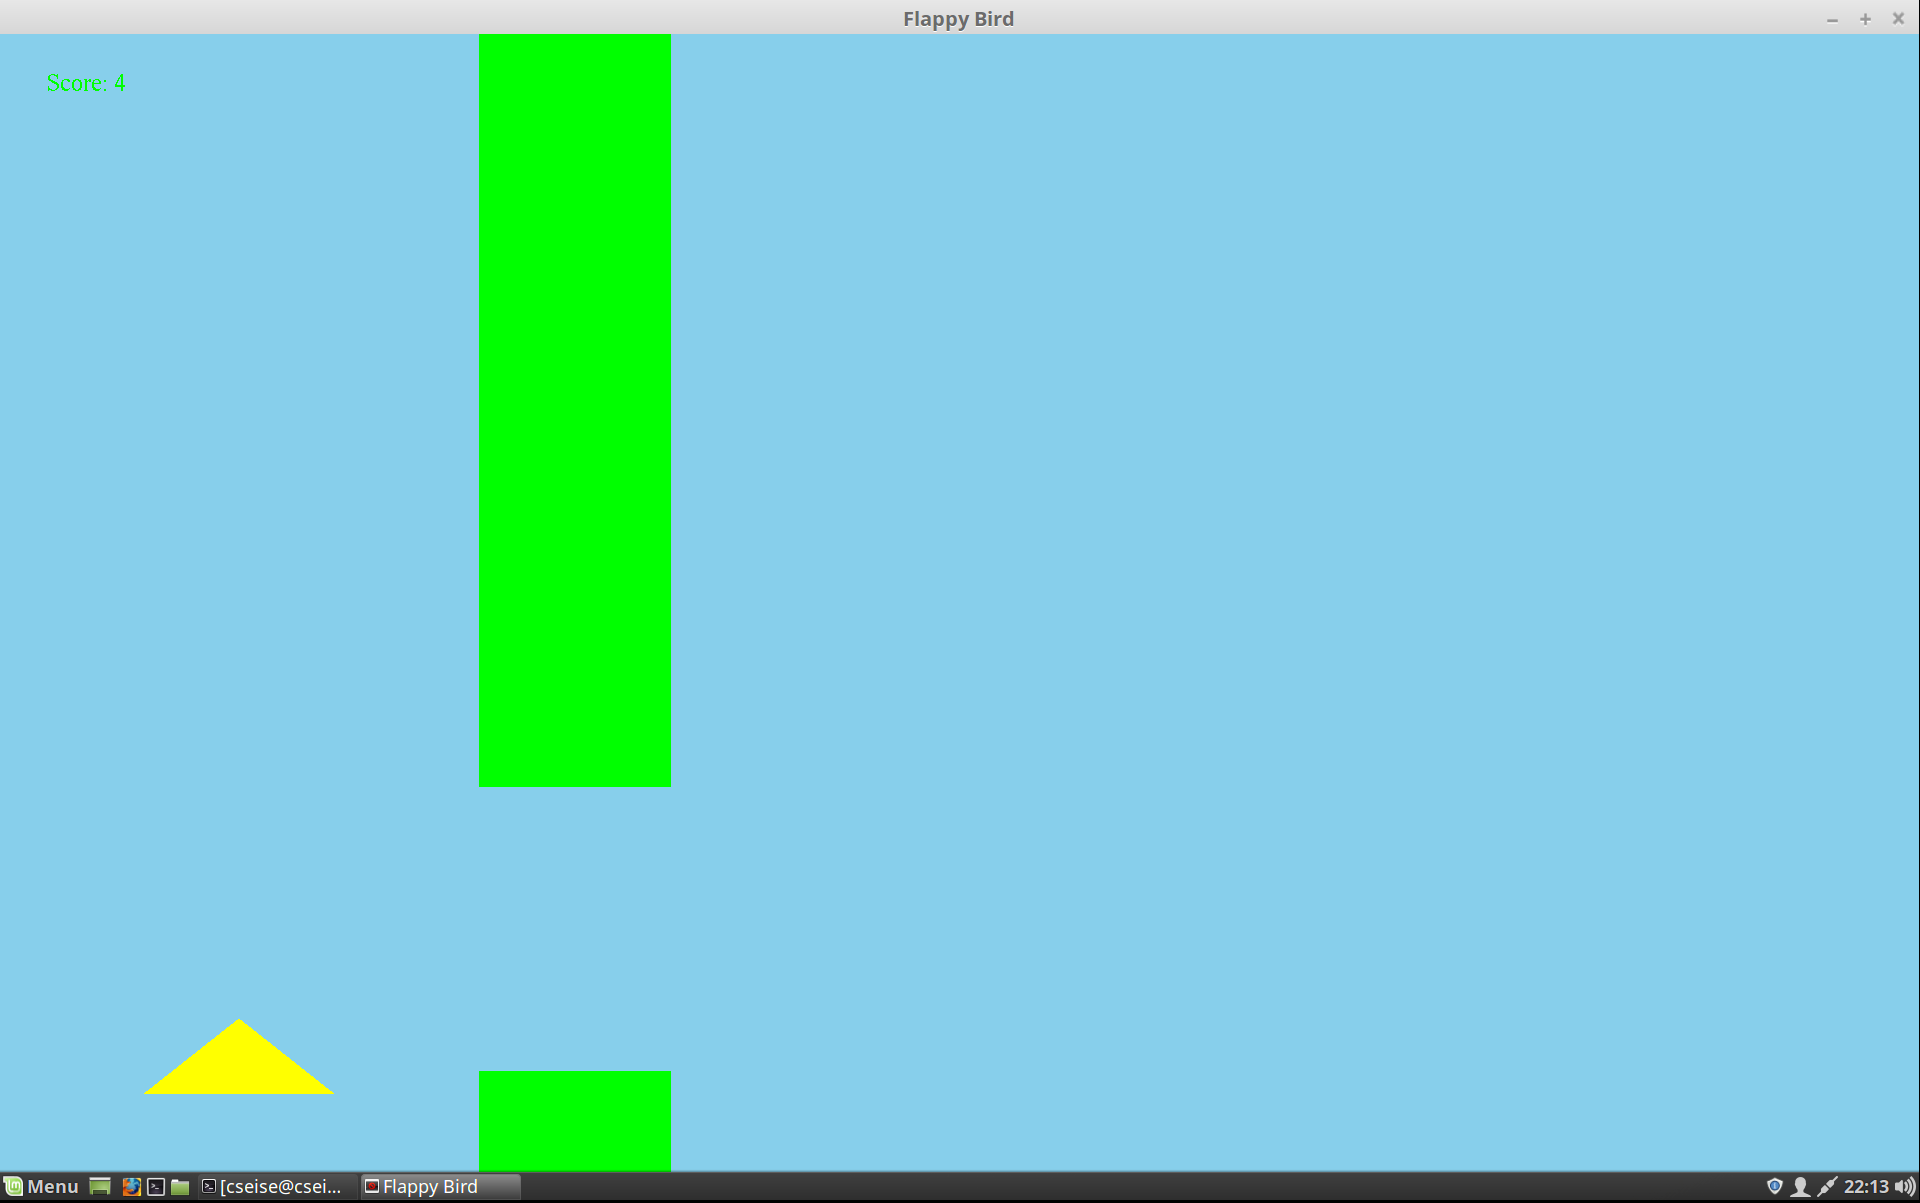 Flappy Bird
Score: 4
Menu
[cseise@csei...
Flappy Bird
22:13